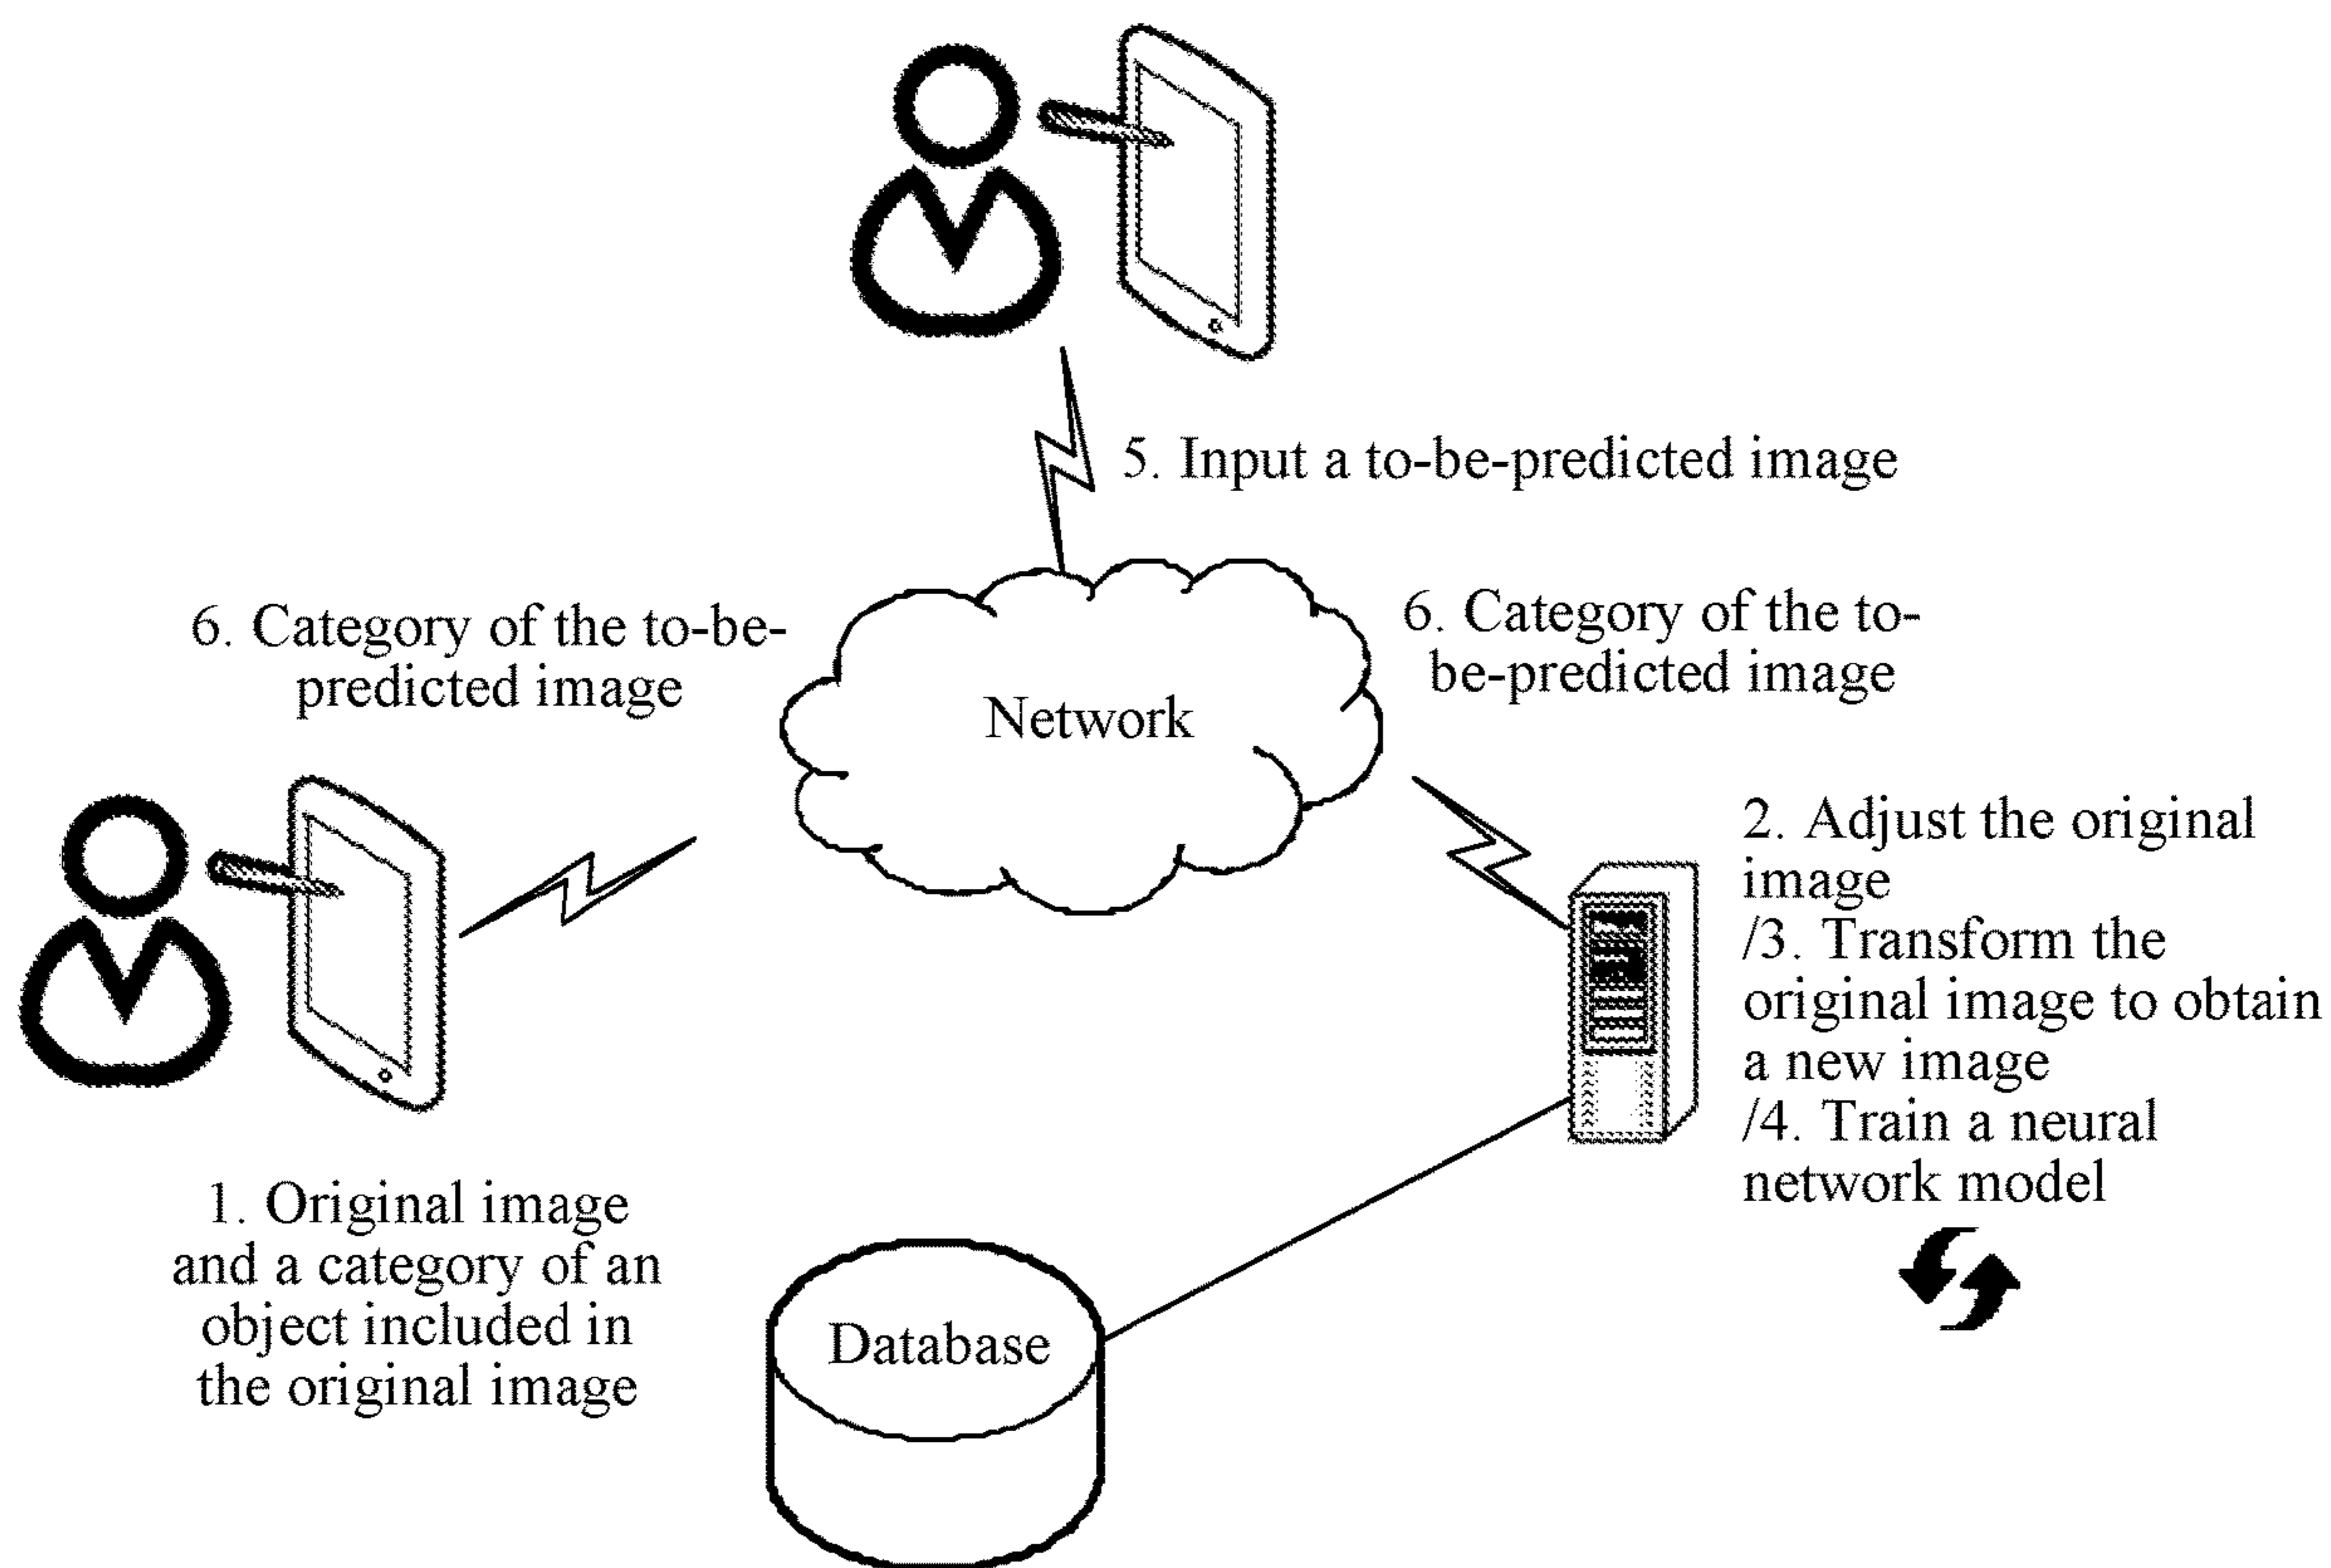 5. Input a to-be-predicted image
6. Category of the to-be-
predicted image
6. Category of the to-
be-predicted image
Network
2. Adjust the original
image
/3. Transform the
original image to obtain
a new image
/4. Train a neural
network model
1. Original image
and a category of an
object included in
the original image
Database